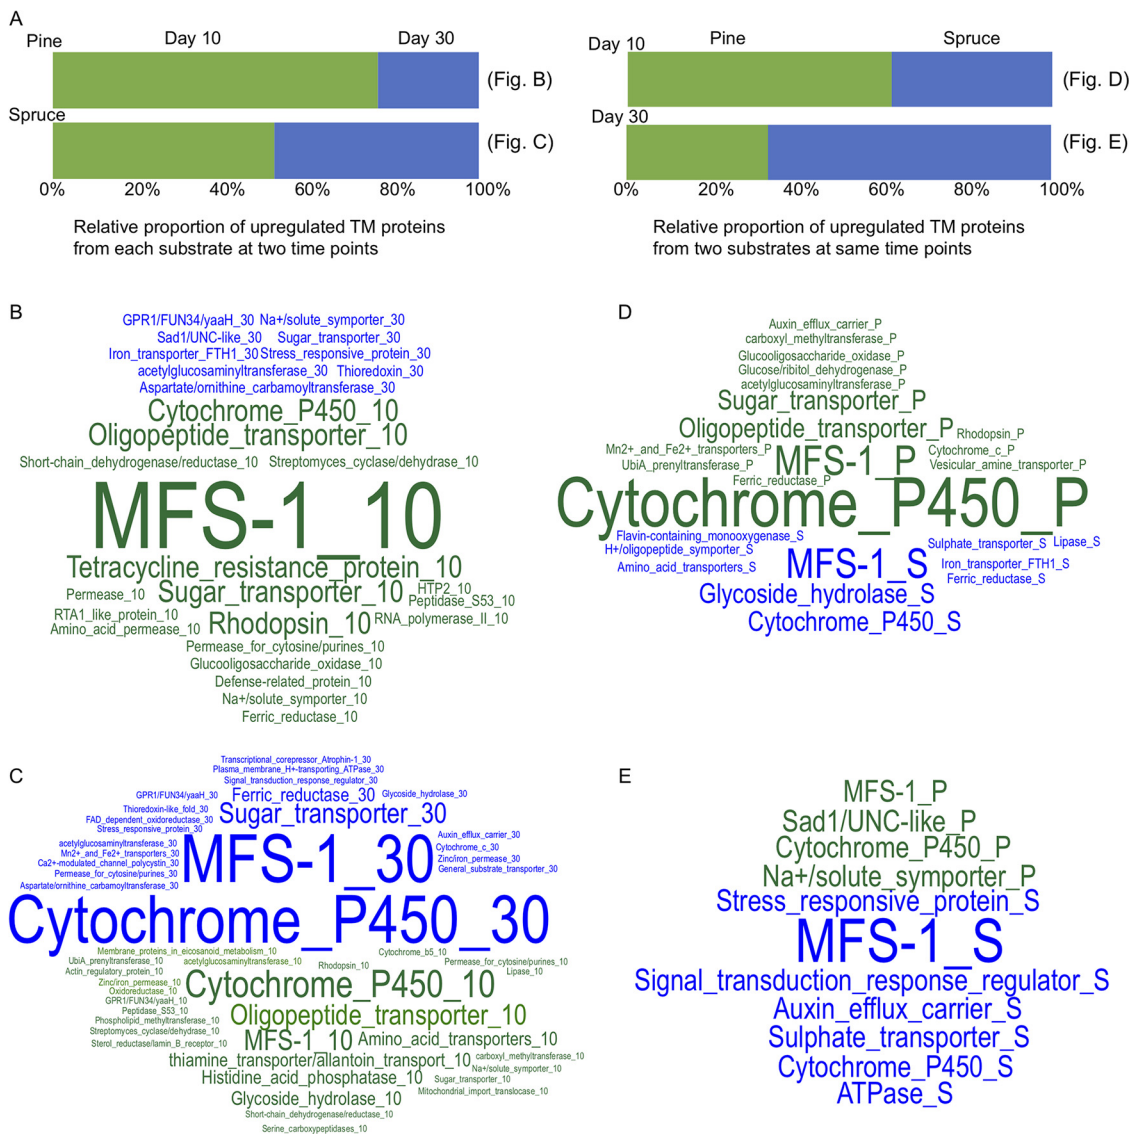 A
Pine Day 10 Day 30
(Fig. B)
Spruce
(Fig. C)
0% 20% 40% 60% 80% 100%
Relative proportion of upregulated TM proteins
from each substrate at two time points
Day 10 Pine Spruce
(Fig. D)
Day 30
(Fig. E)
0% 20% 40% 60% 80% 100%
Relative proportion of upregulated TM proteins
from two substrates at same time points
B
GPR1/FUN34/yaaH_30 Na+/solute_symporter_30
Sad1/UNC-like_30 Sugar_transporter_30
Iron_transporter_FTH1_30 Stress_responsive_protein_30
acetylglucosaminyltransferase_30 Thioredoxin_30
Aspartate/ornithine_carbamoyltransferase_30
Cytochrome_P450_10
Oligopeptide_transporter_10
Short-chain_dehydrogenase/reductase_10 Streptomyces_cyclase/dehydrase_10
MFS-1_10
Tetracycline_resistance_protein_10
Permease_10 Sugar_transporter_10 HTP2_10
Peptidase_S53_10
RTA1_like_protein_10 Rhodopsin_10 RNA_polymerase_II_10
Amino_acid_permease_10
Permease_for_cytosine/purines_10
Glucooligosaccharide_oxidase_10
Defense-related_protein_10
Na+/solute_symporter_10
Ferric_reductase_10
D
Auxin_efflux_carrier_P
carboxyl_methyltransferase_P
Glucooligosaccharide_oxidase_P
Glucose/ribitol_dehydrogenase_P
acetylglucosaminyltransferase_P
Sugar_transporter_P
Oligopeptide_transporter_P Rhodopsin_P
Mn2+_and_Fe2+_transporters_P MFS-1_P Cytochrome_c_P
UbiA_prenyltransferase_P Vesicular_amine_transporter_P
Ferric_reductase_P
Cytochrome_P450_P
Flavin-containing_monooxygenase_S Sulphate_transporter_S Lipase_S
H+/oligopeptide_symporter_S MFS-1_S Iron_transporter_FTH1_S
Amino_acid_transporters_S Ferric_reductase_S
Glycoside_hydrolase_S
Cytochrome_P450_S
C
Transcriptional_corepressor_Atrophin-1_30
Plasma_membrane_H+-transporting_ATPase_30
Signal_transduction_response_regulator_30
GPR1/FUN34/yaaH_30 Ferric_reductase_30 Glycoside_hydrolase_30
Thioredoxin-like_fold_30 Sugar_transporter_30
FAD_dependent_oxidoreductase_30
Stress_responsive_protein_30
acetylglucosaminyltransferase_30 MFS-1_30 Auxin_efflux_carrier_30
Mn2+_and_Fe2+_transporters_30 Cytochrome_c_30
Ca2+-modulated_channel_polycystin_30 Zinc/iron_permease_30
Permease_for_cytosine/purines_30 General_substrate_transporter_30
Aspartate/ornithine_carbamoyltransferase_30
Cytochrome_P450_30
Membrane_proteins_in_eicosanoid_metabolism_10 Cytochrome_b5_10
UbiA_prenyltransferase_10 acetylglucosaminyltransferase_10 Permease_for_cytosine/purines_10
Actin_regulatory_protein_10 Rhodopsin_10 Lipase_10
Zinc/iron_permease_10 Cytochrome_P450_10
Oxidoreductase_10
GPR1/FUN34/yaaH_10
Peptidase_S53_10 Oligopeptide_transporter_10
Phospholipid_methyltransferase_10
Streptomyces_cyclase/dehydrase_10
Sterol_reductase/lamin_B_receptor_10 MFS-1_10 Amino_acid_transporters_10
thiamine_transporter/allantoin_transport_10 carboxyl_methyltransferase_10
Na+/solute_symporter_10
Histidine_acid_phosphatase_10 Sugar_transporter_10
Glycoside_hydrolase_10 Mitochondrial_import_translocase_10
Short-chain_dehydrogenase/reductase_10
Serine_carboxypeptidases_10
E
MFS-1_P
Sad1/UNC-like_P
Cytochrome_P450_P
Na+/solute_symporter_P
Stress_responsive_protein_S
MFS-1_S
Signal_transduction_response_regulator_S
Auxin_efflux_carrier_S
Sulphate_transporter_S
Cytochrome_P450_S
ATPase_S